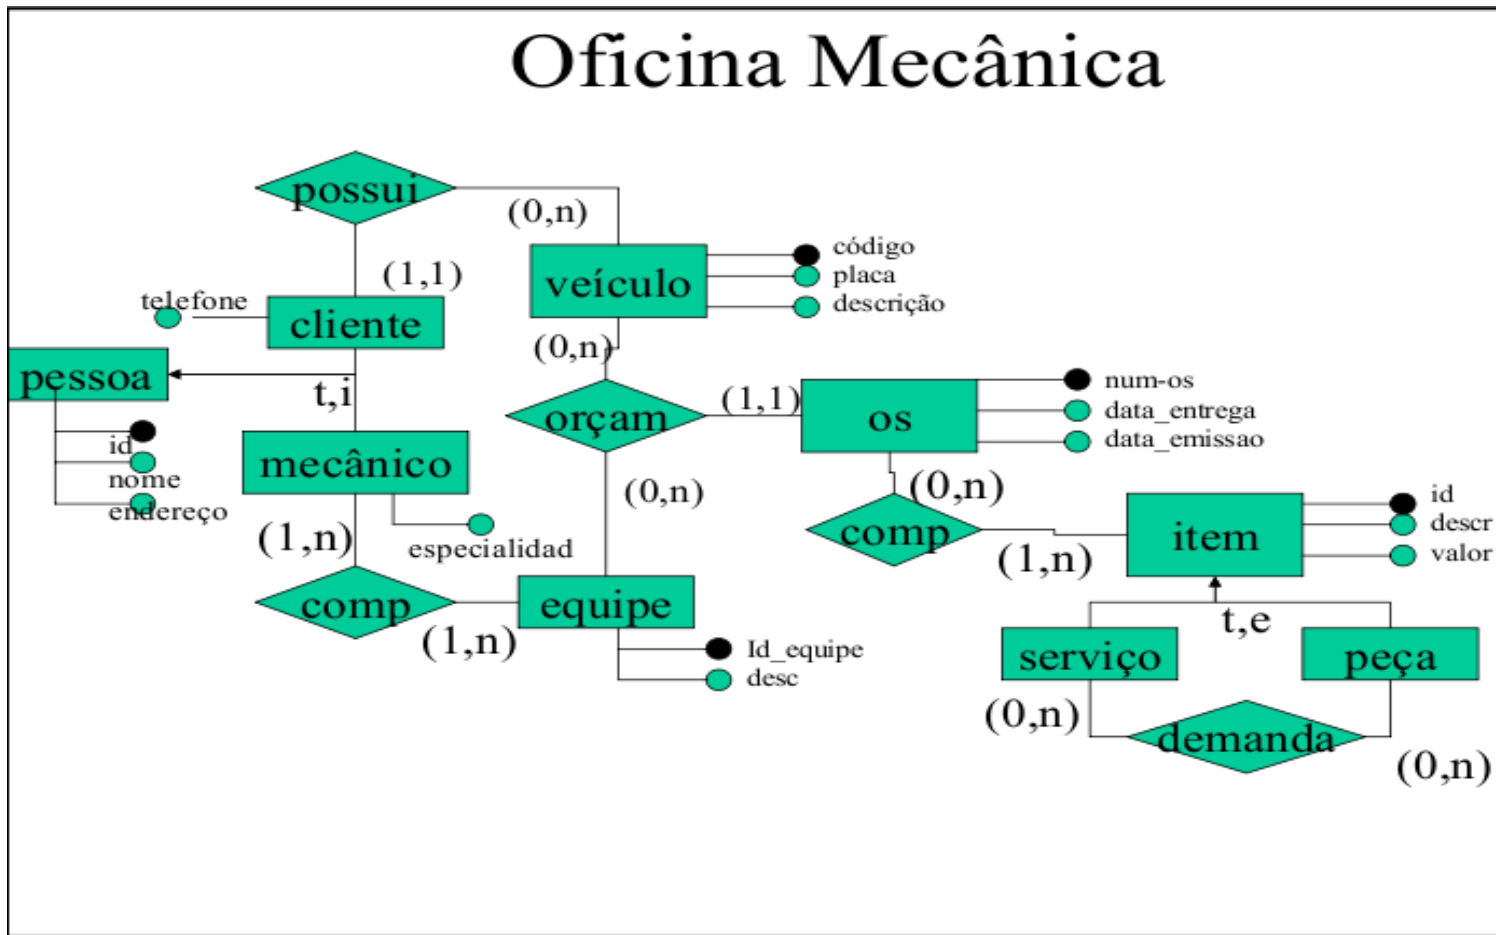 Oficina Mecânica
possui
(0,n)
código
placa
descrição
veículo
(1,1)
telefone
cliente
(0,n)
pessoa
t,i
orçam
(1,1)
os
num-os
data_entrega
data_emissao
id
nome
endereço
mecânico
(0,n)
(0,n)
(1,n)
especialidad
comp
(1,n)
item
id
descr
valor
comp
(1,n)
equipe
Id_equipe
desc
t,e
serviço
peça
(0,n)
demanda
(0,n)